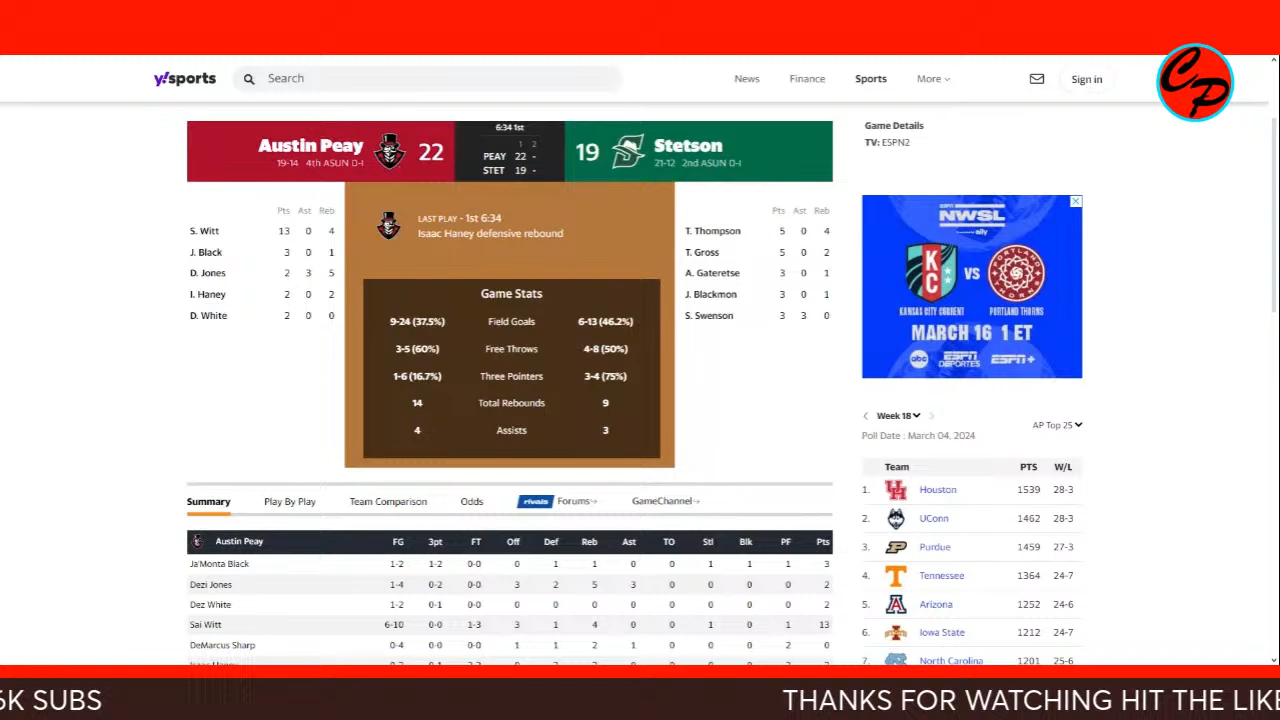 y!sports
Search
News Finance Sports More
Sign in
CP
Austin Peay
19-14 4th ASUN D-I
22
6:34 1st
1 2
PEAY 22 -
STET 19 -
19
Stetson
21-12 2nd ASUN D-I
Game Details
TV: ESPN2
Pts Ast Reb
S. Witt 13 0 4
J. Black 3 0 1
D. Jones 2 3 5
I. Haney 2 0 2
D. White 2 0 0
LAST PLAY - 1st 6:34
Isaac Haney defensive rebound
Game Stats
9-24 (37.5%) Field Goals 6-13 (46.2%)
3-5 (60%) Free Throws 4-8 (50%)
1-6 (16.7%) Three Pointers 3-4 (75%)
14 Total Rebounds 9
4 Assists 3
Pts Ast Reb
T. Thompson 5 0 4
T. Gross 5 0 2
A. Gateretse 3 0 1
J. Blackmon 3 0 1
S. Swenson 3 3 0
ESPN
NWSL
ally
KC VS
KANSAS CITY CURRENT PORTLAND THORNS
MARCH 16 1 ET
abc ESPN DEPORTES ESPN+
Week 18
AP Top 25
Poll Date : March 04, 2024
Team PTS W/L
1. Houston 1539 28-3
2. UConn 1462 28-3
3. Purdue 1459 27-3
4. Tennessee 1364 24-7
5. Arizona 1252 24-6
6. Iowa State 1212 24-7
7. North Carolina 1201 25-6
Summary Play By Play Team Comparison Odds rivals Forums GameChannel
Austin Peay FG 3pt FT Off Def Reb Ast TO Stl Blk PF Pts
Ja'Monta Black 1-2 1-2 0-0 0 1 1 0 0 1 1 1 3
Dezi Jones 1-4 0-2 0-0 3 2 5 3 0 0 0 0 2
Dez White 1-2 0-1 0-0 0 0 0 0 0 0 0 0 2
Sai Witt 6-10 0-0 1-3 3 1 4 0 0 1 0 1 13
DeMarcus Sharp 0-4 0-0 0-0 1 1 2 1 0 0 0 2 0
6K SUBS
THANKS FOR WATCHING HIT THE LIKE